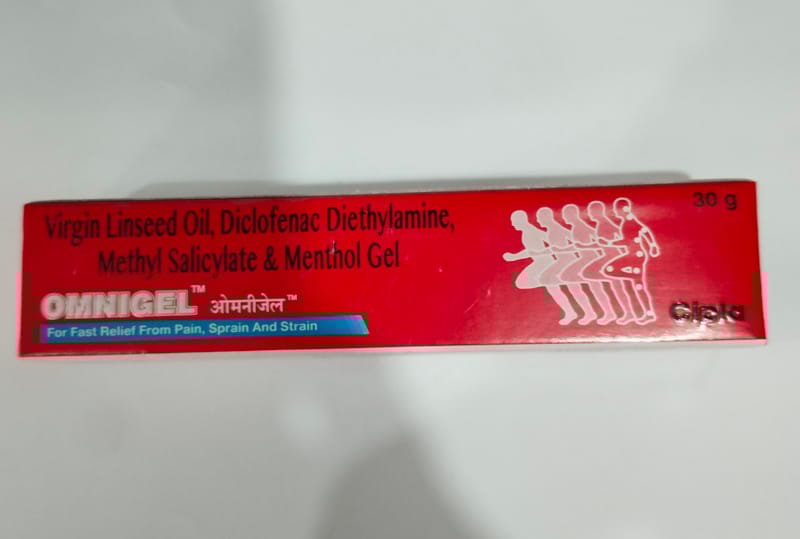 Virgin Linseed Oil, Diclofenac Diethylamine,
Methyl Salicylate & Menthol Gel
30 g
OMNIGEL™ ओमनीजेल™
For Fast Relief From Pain, Sprain And Strain
Cipla